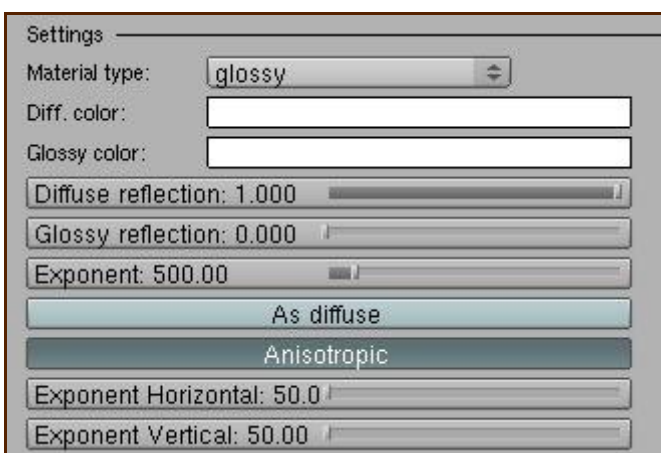 Settings
Material type: glossy
Diff. color:
Glossy color:
Diffuse reflection: 1.000
Glossy reflection: 0.000
Exponent: 500.00
As diffuse
Anisotropic
Exponent Horizontal: 50.0
Exponent Vertical: 50.00